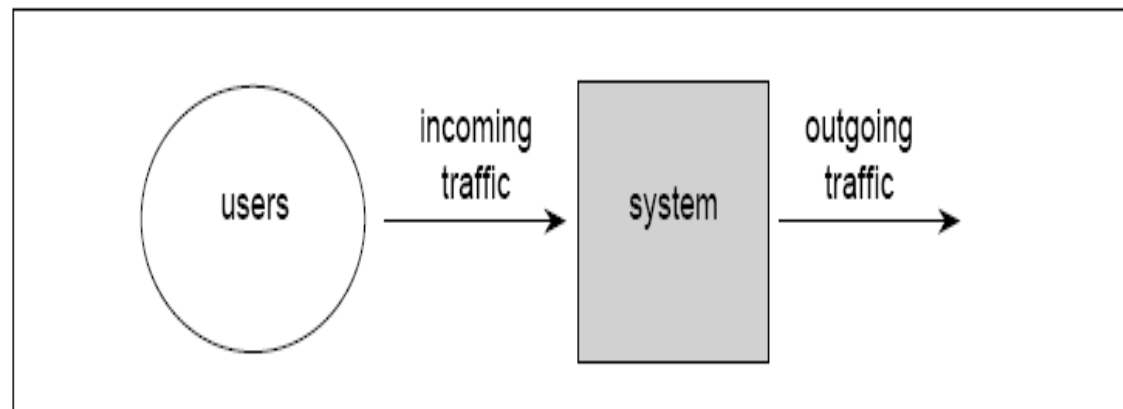 users
incoming
traffic
system
outgoing
traffic